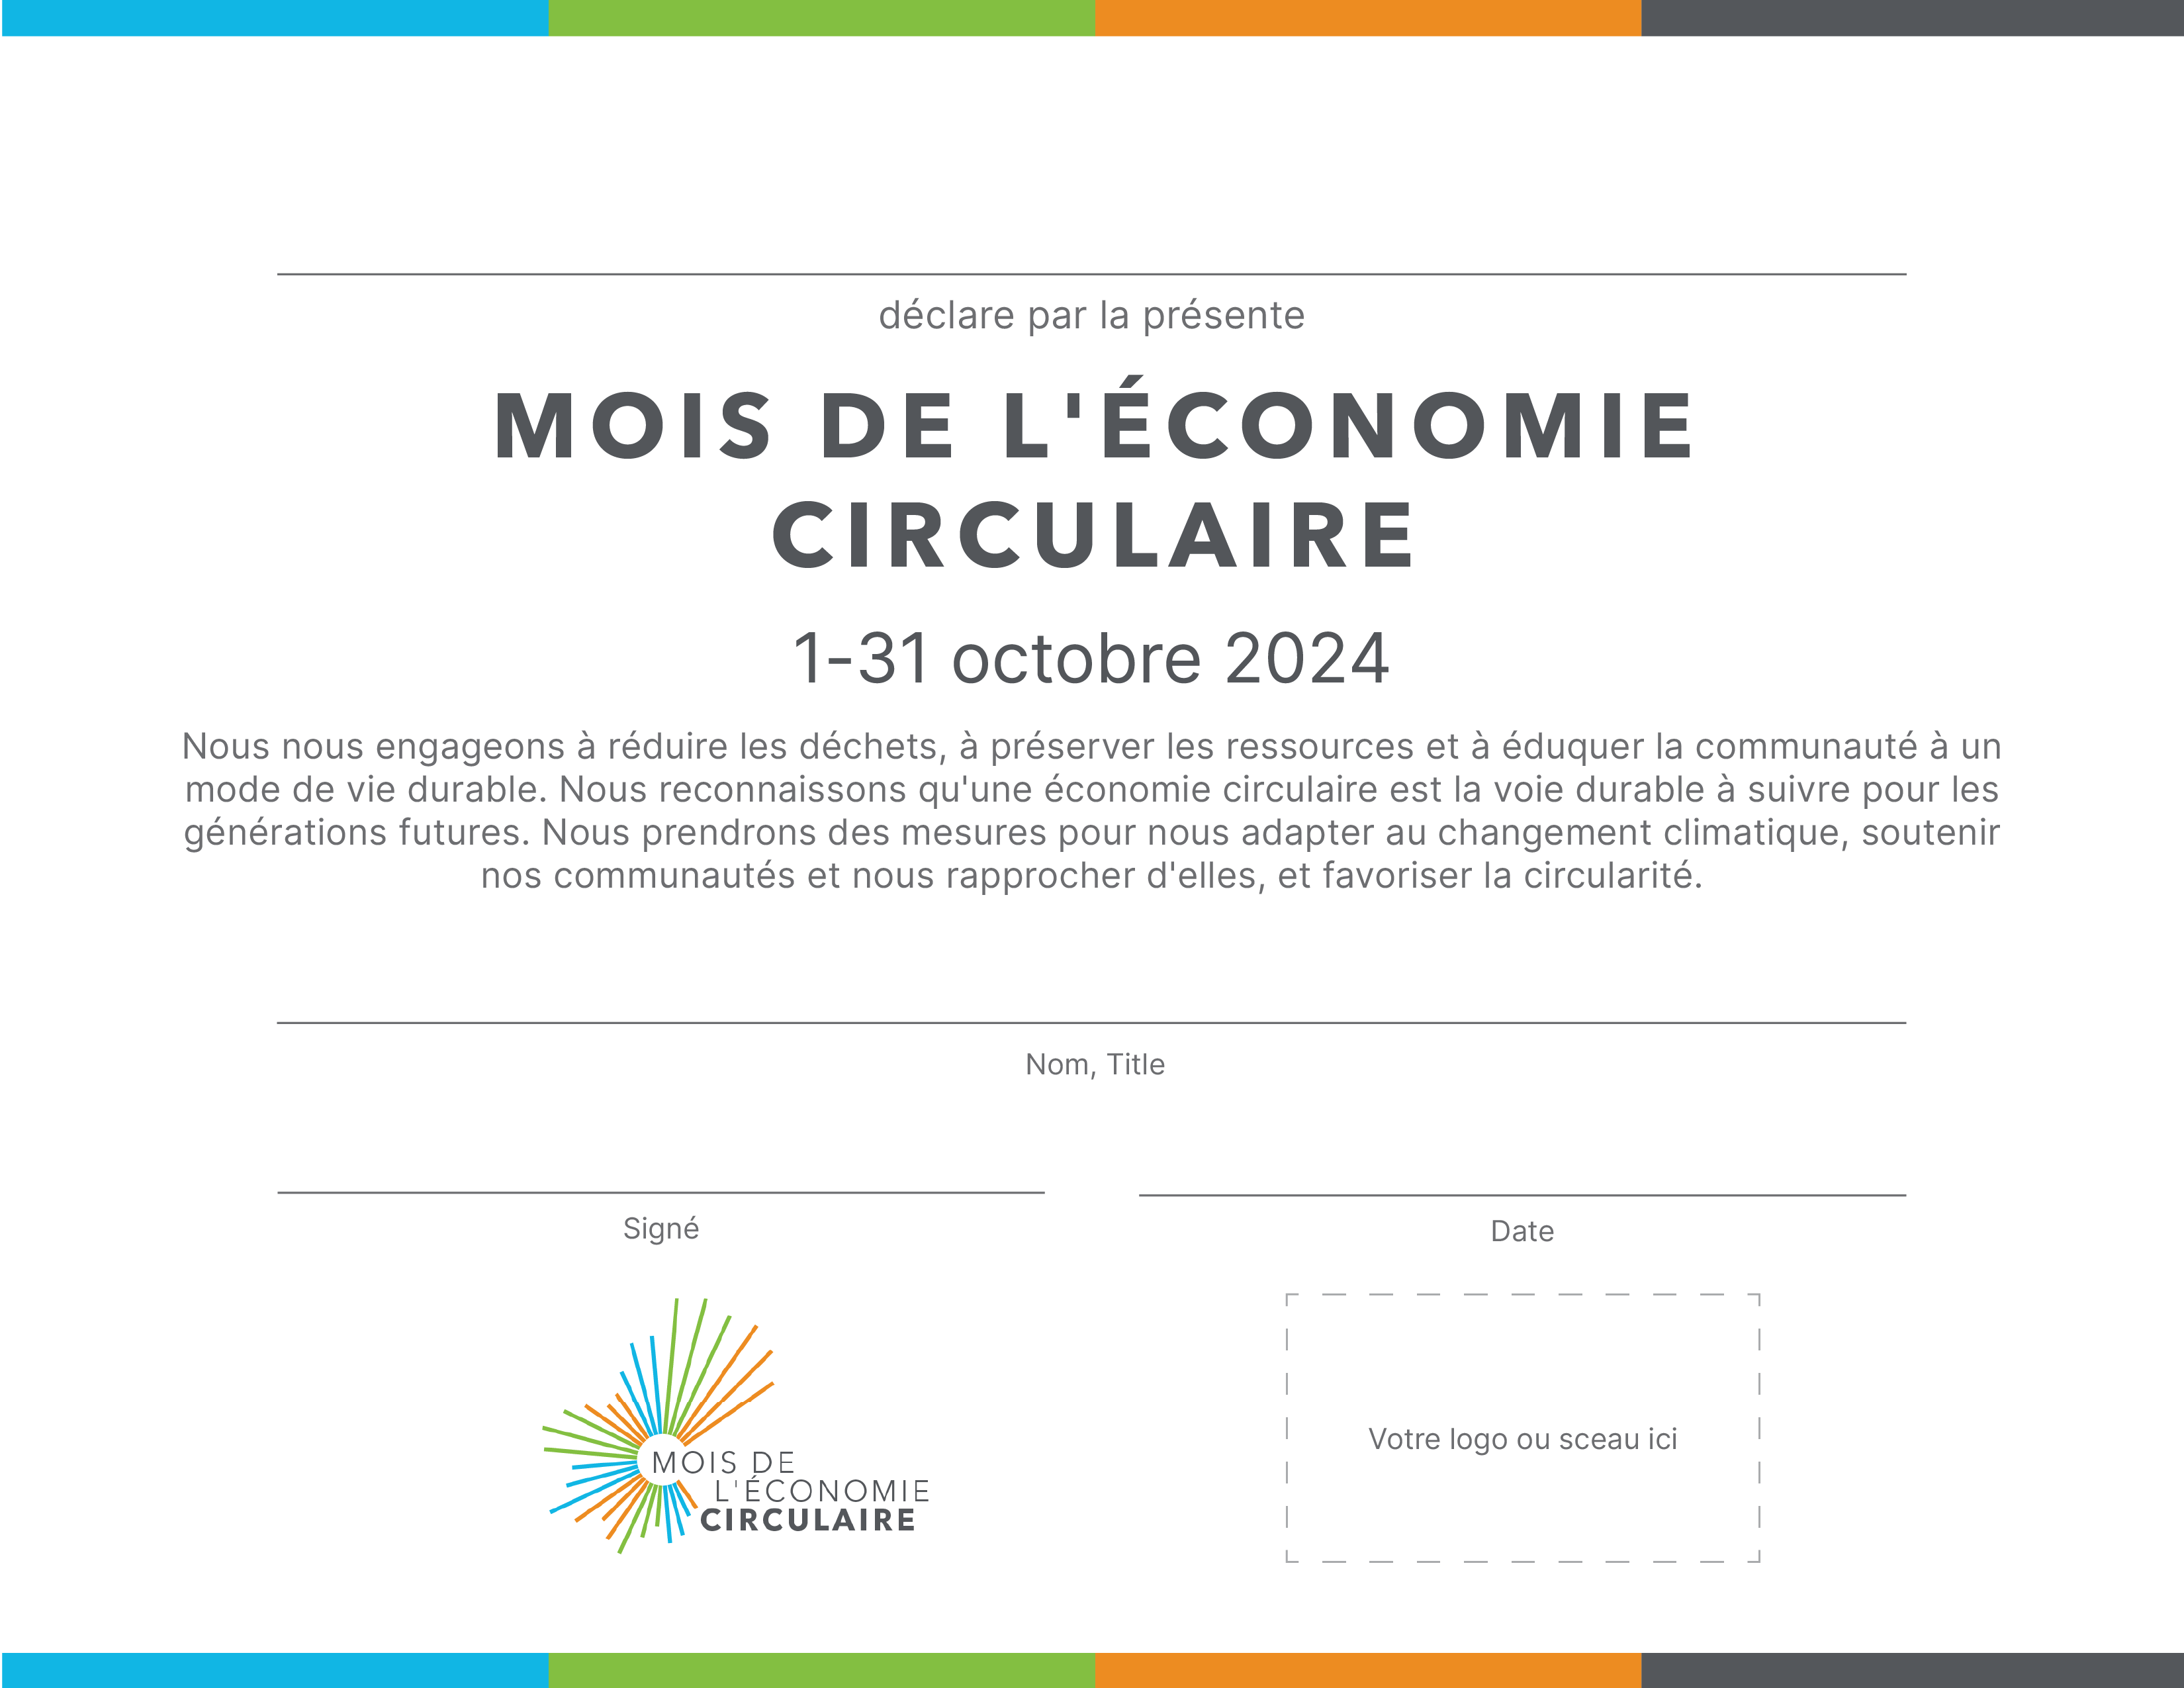 déclare par la présente
MOIS DE L'ÉCONOMIE
CIRCULAIRE
1-31 octobre 2024
Nous nous engageons à réduire les déchets, à préserver les ressources et à éduquer la communauté à un
mode de vie durable. Nous reconnaissons qu'une économie circulaire est la voie durable à suivre pour les
générations futures. Nous prendrons des mesures pour nous adapter au changement climatique, soutenir
nos communautés et nous rapprocher d'elles, et favoriser la circularité.
Nom, Title
Signé
Date
MOIS DE
L'ÉCONOMIE
CIRCULAIRE
Votre logo ou sceau ici